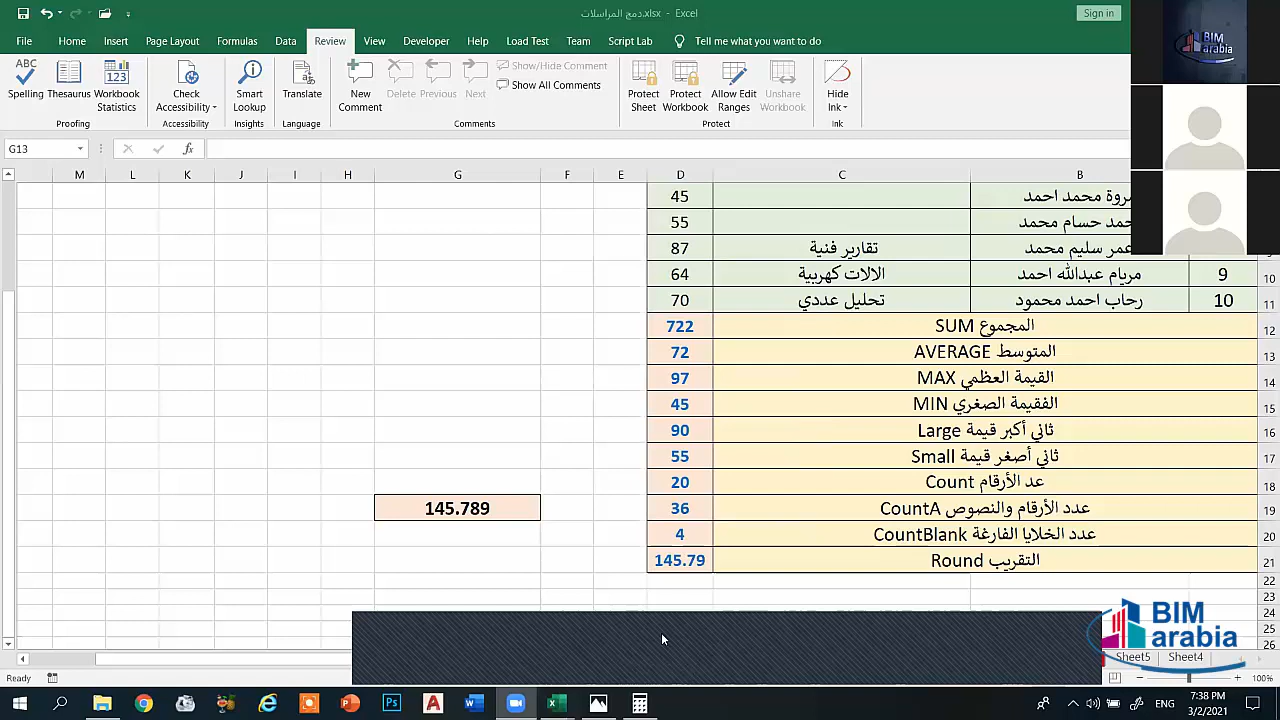 دمج المراسلات.xlsx - Excel
Sign in
File Home Insert Page Layout Formulas Data Review View Developer Help Load Test Team Script Lab Tell me what you want to do
Spelling Thesaurus Workbook Statistics
Check Accessibility
Smart Lookup
Translate
New Comment Delete Previous Next
Show/Hide Comment
Show All Comments
Protect Sheet Protect Workbook Allow Edit Ranges Unshare Workbook
Hide Ink
Proofing Accessibility Insights Language Comments Protect Ink
G13
fx
M L K J I H G F E D C B
محمد احمد 45
حسام محمد 55
عمر سليم محمد تقارير فنية 87
10 9 مريام عبدالله احمد الالات كهربية 64
11 10 رحاب احمد محمود تحليل عددي 70
12 المجموع SUM 722
13 المتوسط AVERAGE 72
14 القيمة العظمي MAX 97
15 الفقيمة الصغري MIN 45
16 ثاني أكبر قيمة Large 90
17 ثاني أصغر قيمة Small 55
18 عد الأرقام Count 20
19 عدد الأرقام والنصوص CountA 36
145.789
20 عدد الخلايا الفارغة CountBlank 4
21 التقريب Round 145.79
22
23
24
25
26
BIM arabia
BIM arabia
Sheet5 Sheet4
Ready
100%
ENG
7:38 PM
3/2/2021